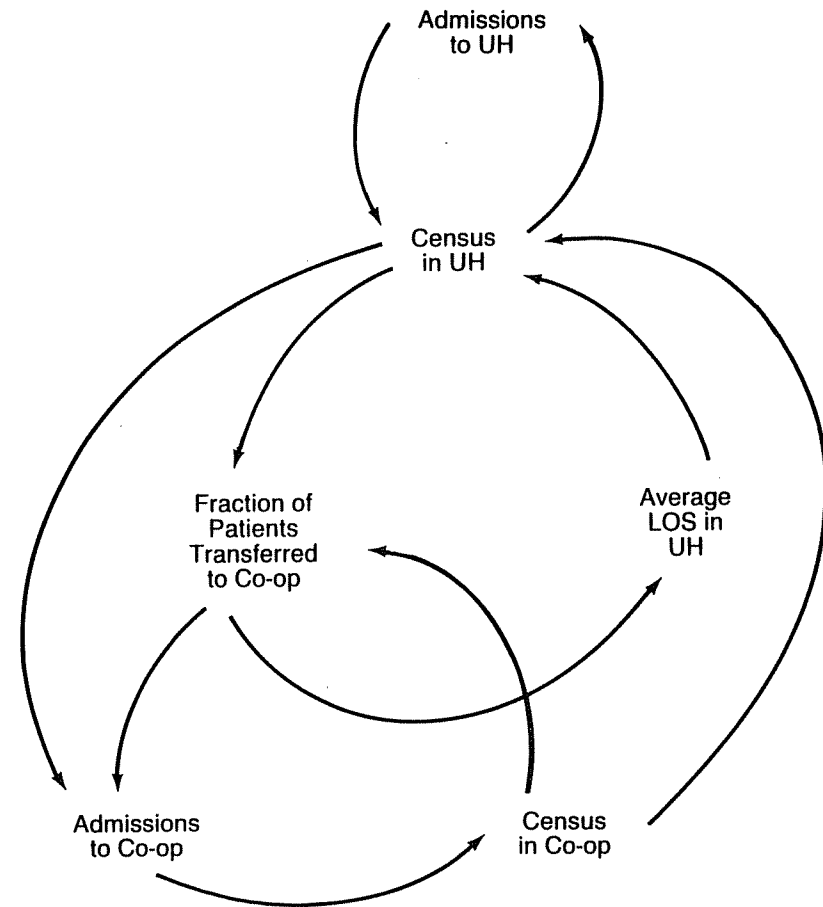 Admissions
to UH
Census
in UH
Fraction of
Patients
Transferred
to Co-op
Average
LOS in
UH
Admissions
to Co-op
Census
in Co-op